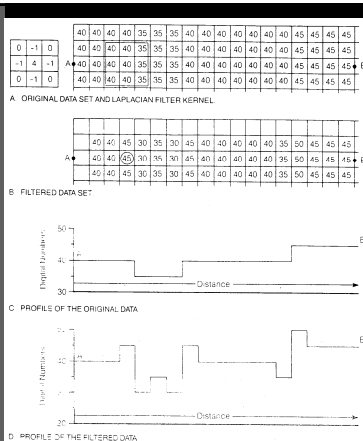 40 40 40 40 35 35 35 40 40 40 40 40 40 45 45 45 45
0 -1 0 40 40 40 40 35 35 35 40 40 40 40 40 40 45 45 45 45
-1 4 -1 A 40 40 40 40 35 35 35 40 40 40 40 40 40 45 45 45 45
0 -1 0 40 40 40 40 35 35 35 40 40 40 40 40 40 45 45 45 45
A ORIGINAL DATA SET AND LAPLACIAN FILTER KERNEL
40 40 45 30 35 30 45 40 40 40 40 35 50 45 45 45
A 40 40 45 30 35 30 45 40 40 40 40 35 50 45 45 45
40 40 45 30 35 30 45 40 40 40 40 35 50 45 45 45
B FILTERED DATA SET
50
Digital Numbers
40
Distance
30
C PROFILE OF THE ORIGINAL DATA
Digital Numbers
40
Distance
20
D PROFILE OF THE FILTERED DATA